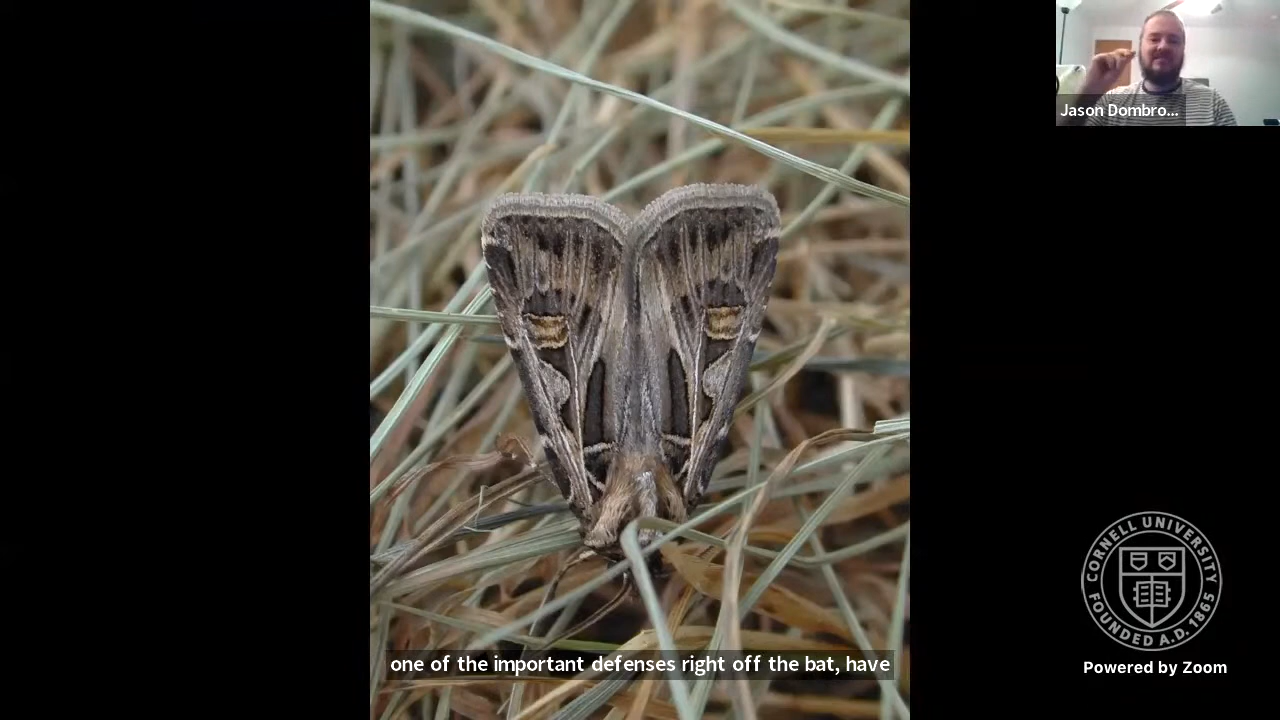 Jason Dombro...
one of the important defenses right off the bat, have
CORNELL UNIVERSITY
FOUNDED A.D. 1865
Powered by Zoom